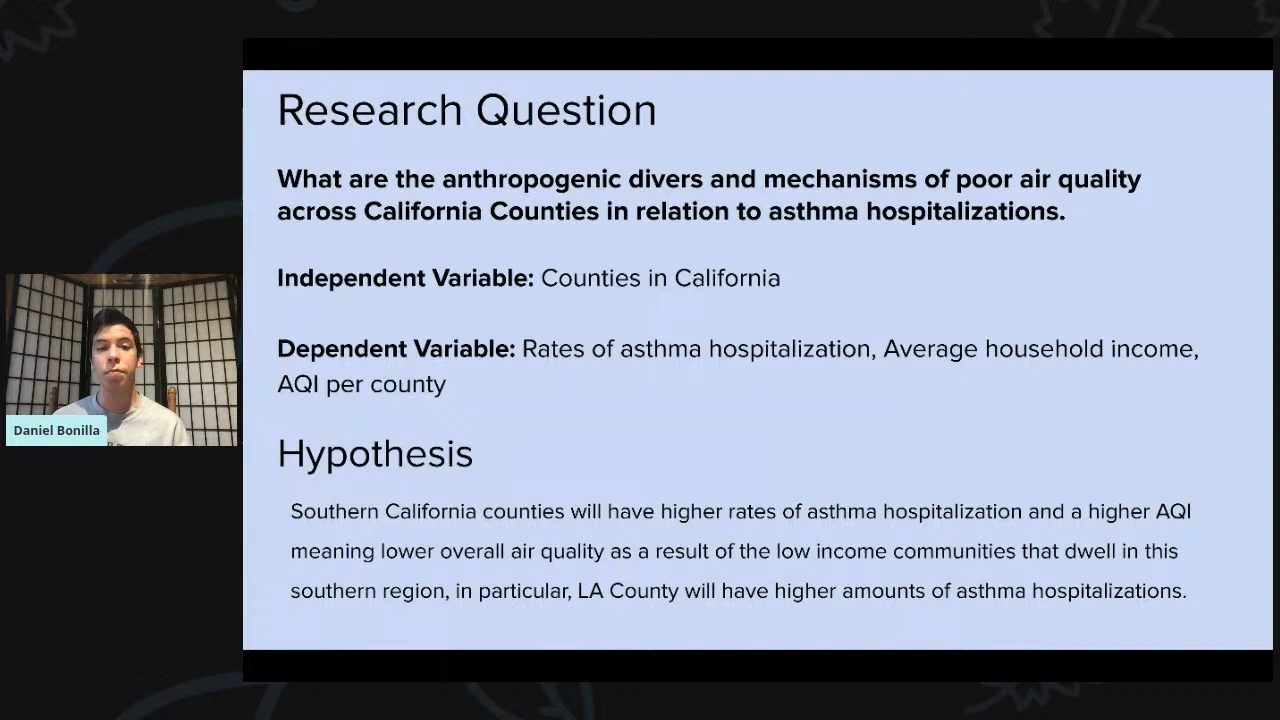 Research Question
What are the anthropogenic divers and mechanisms of poor air quality
across California Counties in relation to asthma hospitalizations.
Independent Variable: Counties in California
Dependent Variable: Rates of asthma hospitalization, Average household income,
AQI per county
Hypothesis
Southern California counties will have higher rates of asthma hospitalization and a higher AQI
meaning lower overall air quality as a result of the low income communities that dwell in this
southern region, in particular, LA County will have higher amounts of asthma hospitalizations.
Daniel Bonilla